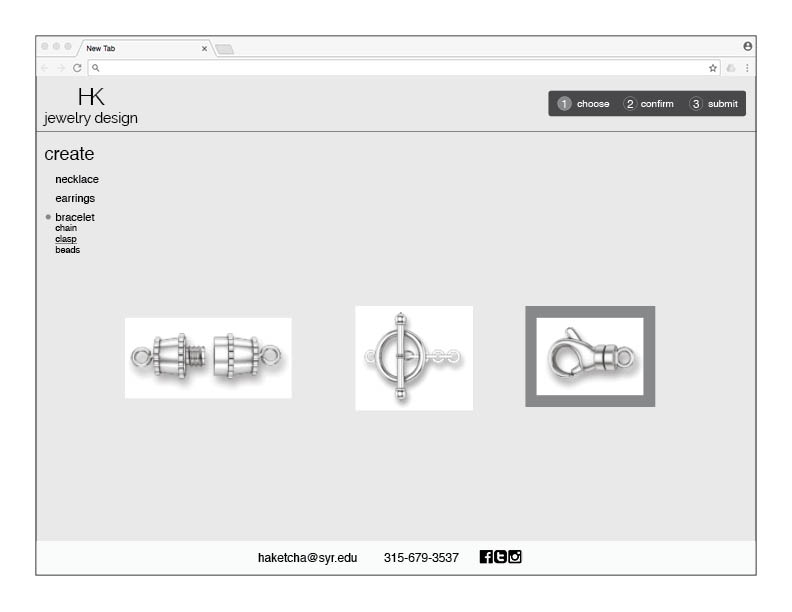 New Tab
HK
jewelry design
1 choose 2 confirm 3 submit
create
necklace
earrings
bracelet
chain
clasp
beads
haketcha@syr.edu 315-679-3537